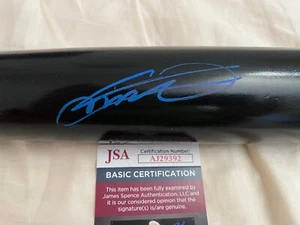 Certification Number
JSA
AJ29392
BASIC CERTIFICATION
This item has been fully examined by
James Spence Authentication, LLC and
it is our considered opinion that the
signature(s) is/are genuine.